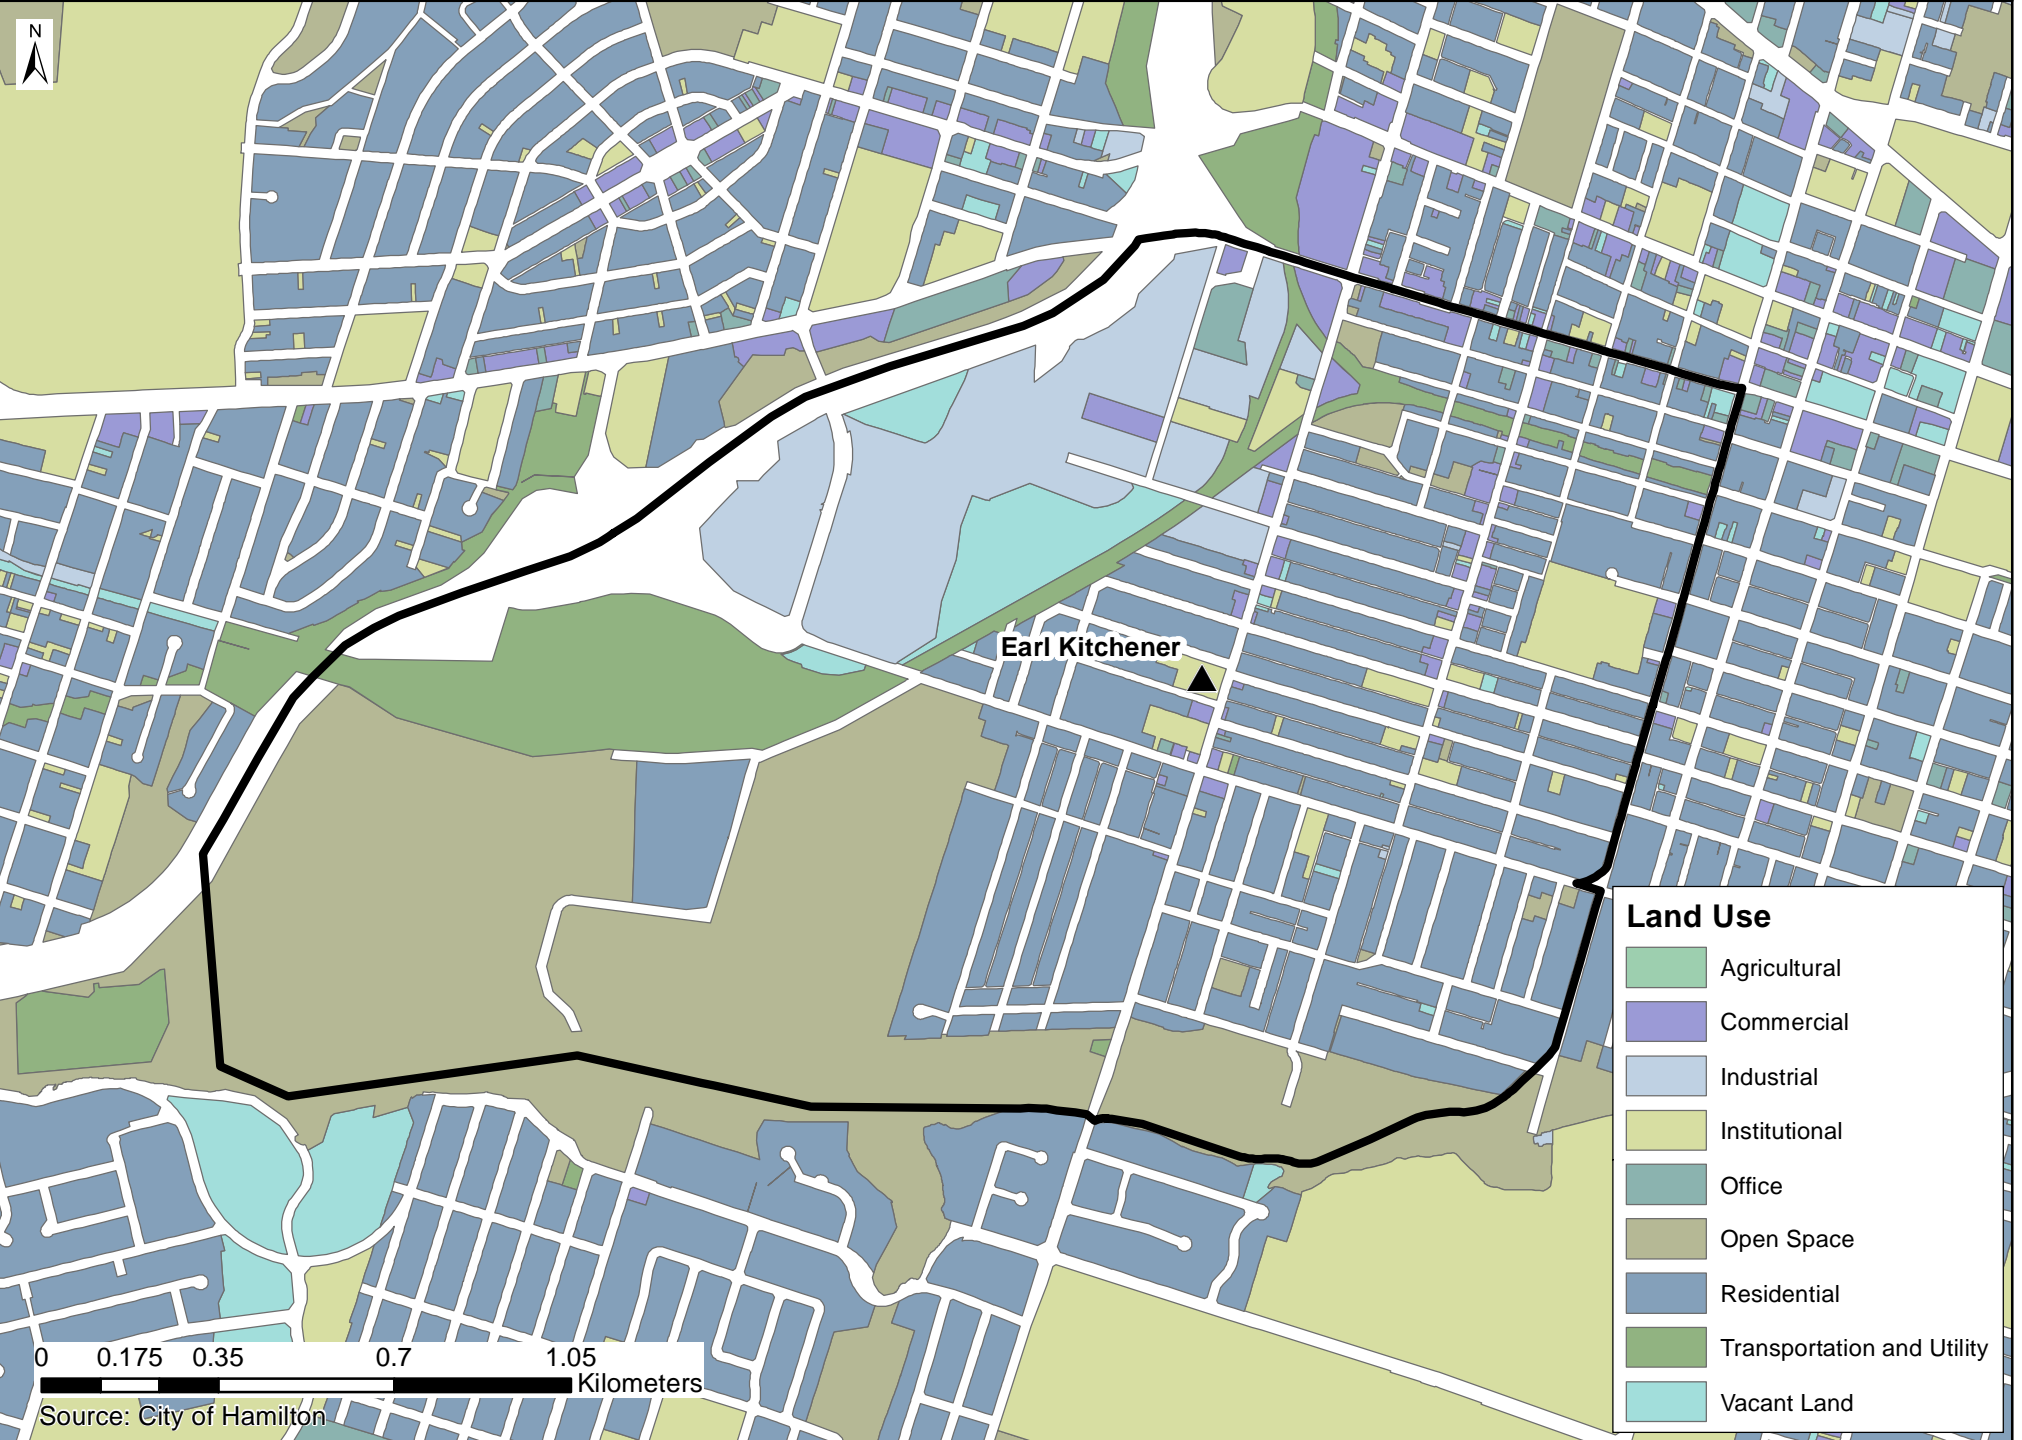 N
Earl Kitchener
Land Use
Agricultural
Commercial
Industrial
Institutional
Office
Open Space
Residential
Transportation and Utility
Vacant Land
0 0.175 0.35 0.7 1.05
Kilometers
Source: City of Hamilton